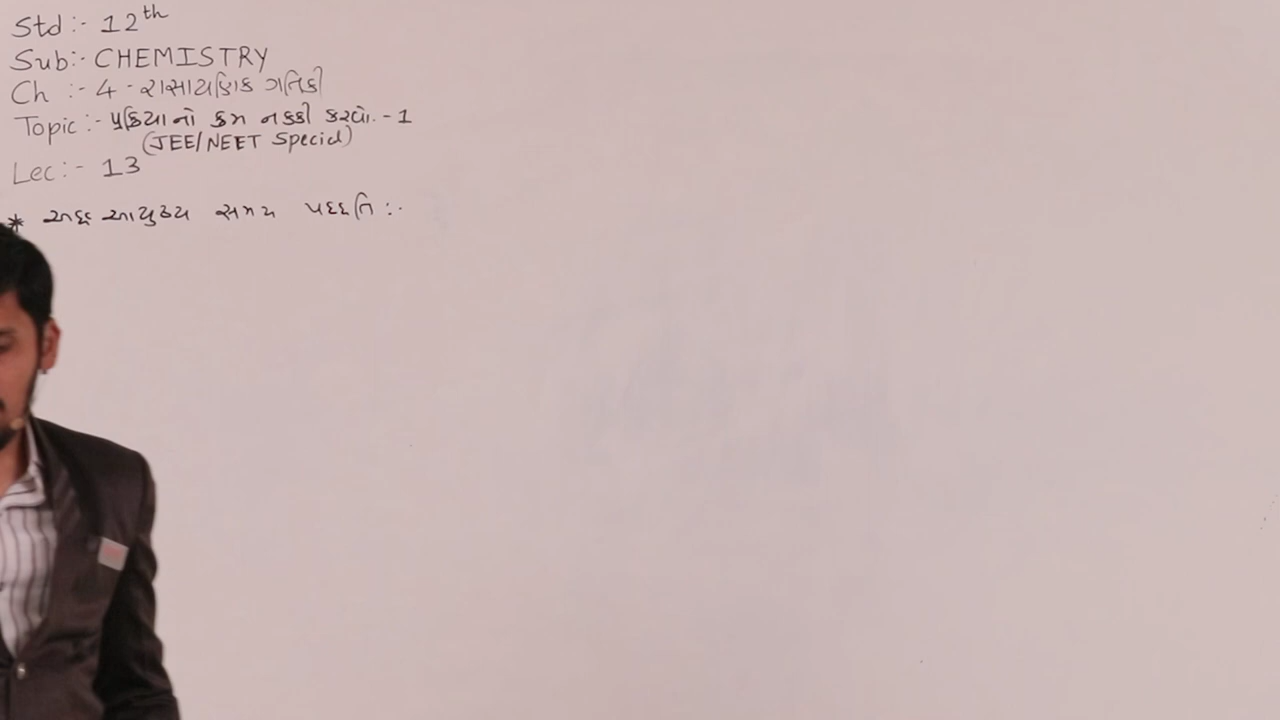 Std :- 12th
Sub:- CHEMISTRY
Ch :- 4 - રાસાયણિક ગતિકી
Topic :- પ્રક્રિયાનો ક્રમ નક્કી કરવો. - 1
(JEE/NEET Special)
Lec :- 13
* અર્દ્ધ આયુષ્ય સમય પદ્દતિ :-